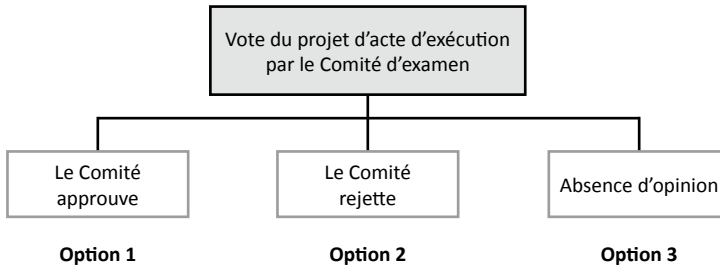 Vote du projet d’acte d’exécution
par le Comité d’examen
Le Comité
approuve
Le Comité
rejette
Absence d’opinion
Option 1
Option 2
Option 3